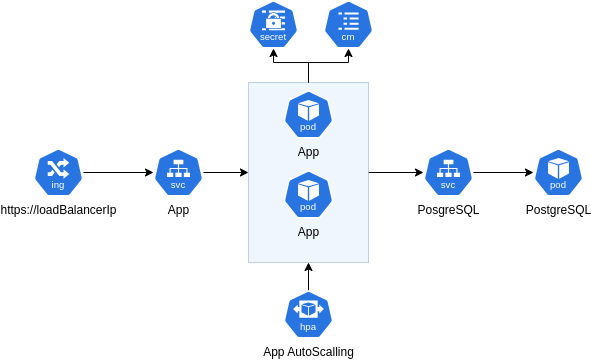 secret
cm
pod
App
ing
https://loadBalancerIp
svc
App
pod
App
svc
PosgreSQL
pod
PostgreSQL
hpa
App AutoScalling